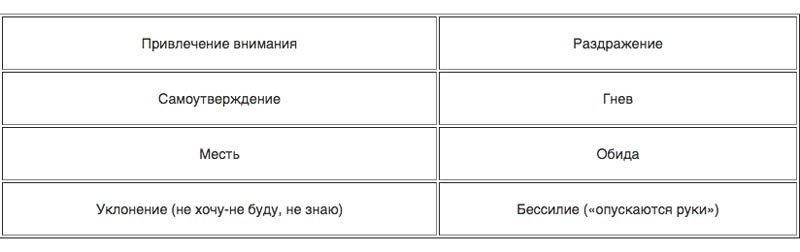 Привлечение внимания
Раздражение
Самоутверждение
Гнев
Месть
Обида
Уклонение (не хочу-не буду, не знаю)
Бессилие («опускаются руки»)